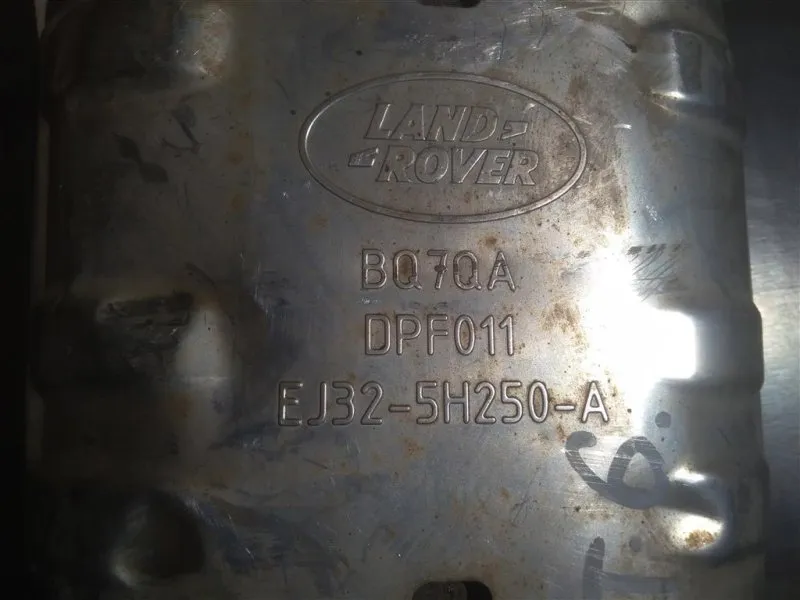 LAND
ROVER
BQ7QA
DPF011
EJ32-5H250-A